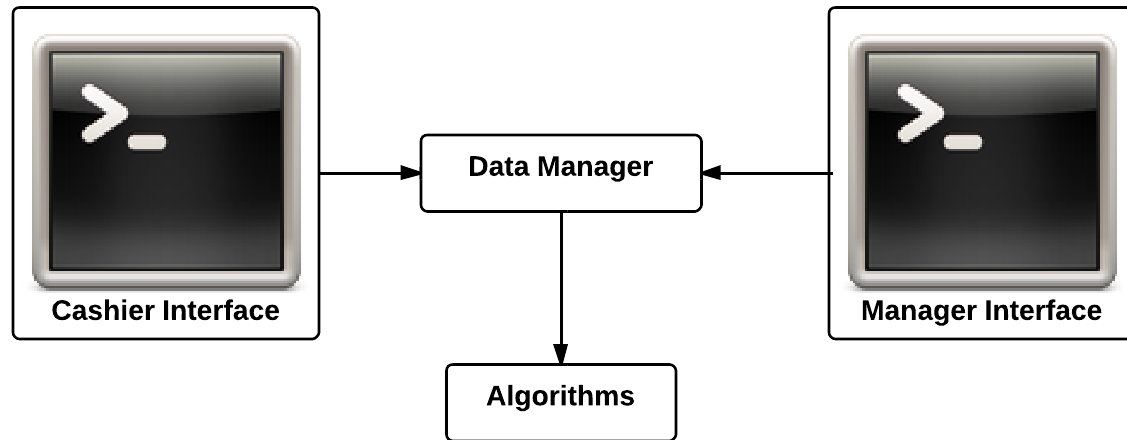 Data Manager
Cashier Interface
Manager Interface
Algorithms